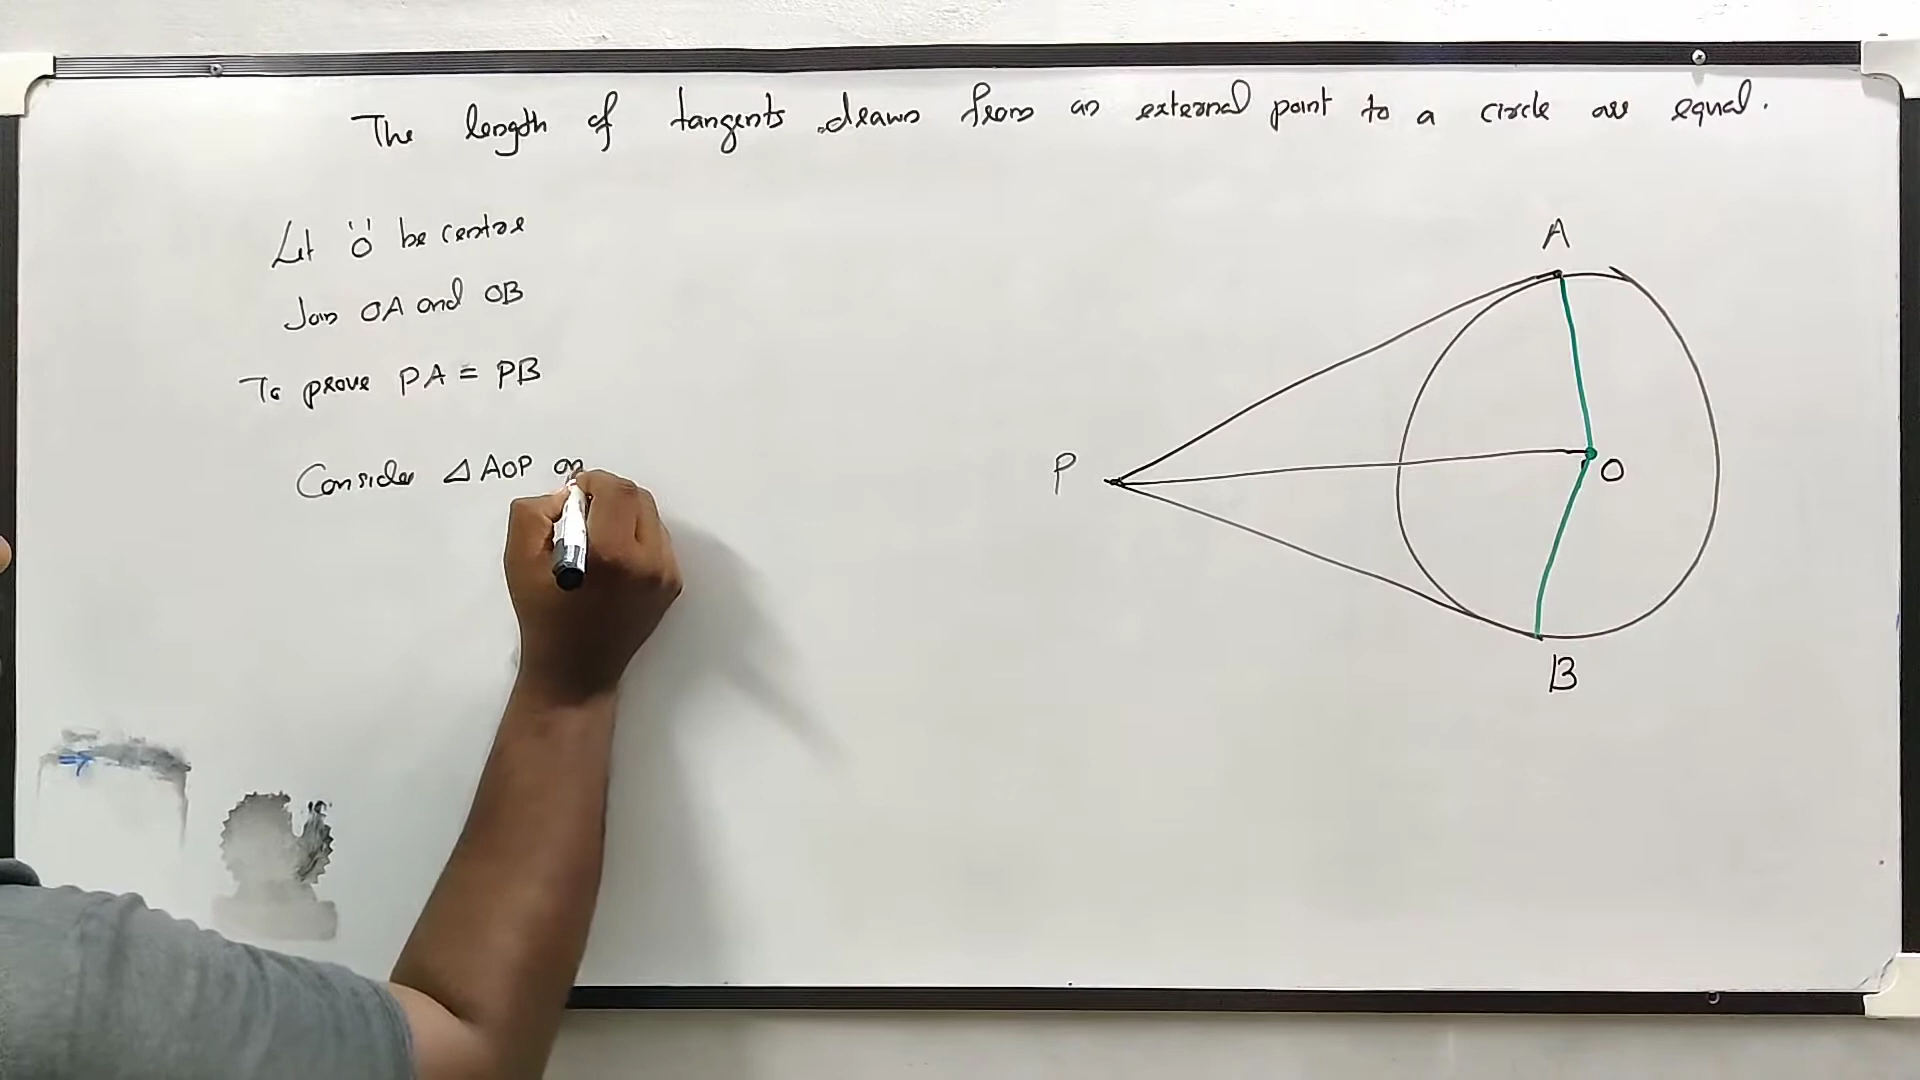 The length of tangents drawn from an external point to a circle are equal.
Let 'O' be centre
Join OA and OB
To prove PA = PB
Consider △AOP an
A
P
O
B